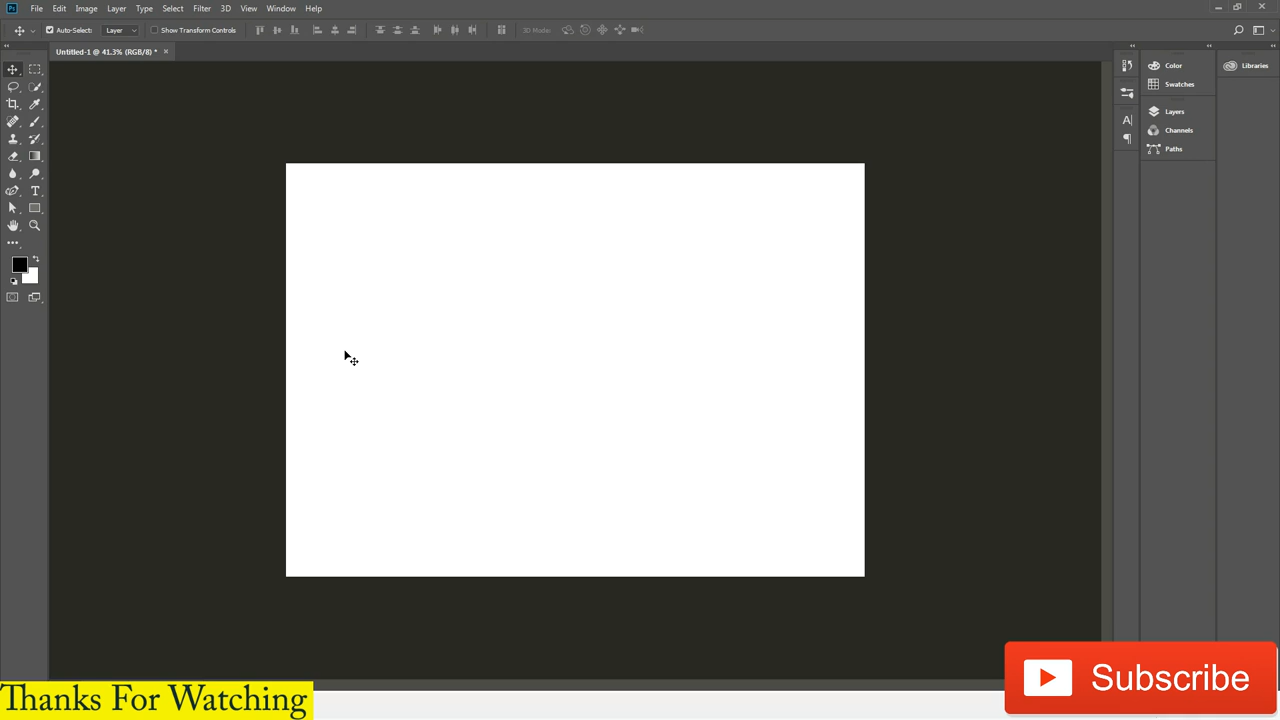 Ps File Edit Image Layer Type Select Filter 3D View Window Help
Auto-Select: Layer Show Transform Controls 3D Mode:
Untitled-1 @ 41.3% (RGB/8) *
Color
Swatches
Layers
Channels
Paths
Libraries
Thanks For Watching
Subscribe